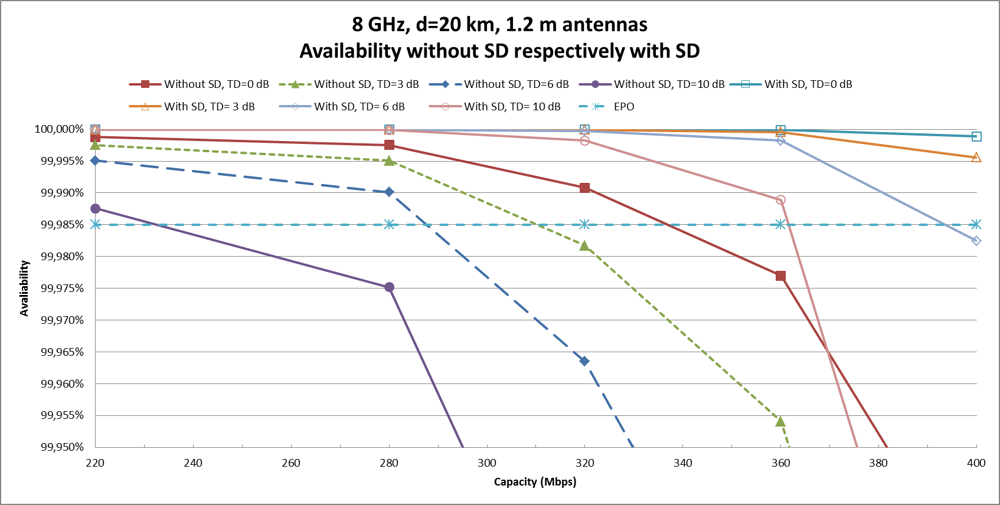 8 GHz, d=20 km, 1.2 m antennas
Availability without SD respectively with SD
Without SD, TD=0 dB Without SD, TD=3 dB Without SD, TD=6 dB Without SD, TD=10 dB With SD, TD=0 dB
With SD, TD= 3 dB With SD, TD= 6 dB With SD, TD= 10 dB EPO
100,000%
99,995%
99,990%
99,985%
99,980%
99,975%
99,970%
99,965%
99,960%
99,955%
99,950%
Avaliability
220 240 260 280 300 320 340 360 380 400
Capacity (Mbps)